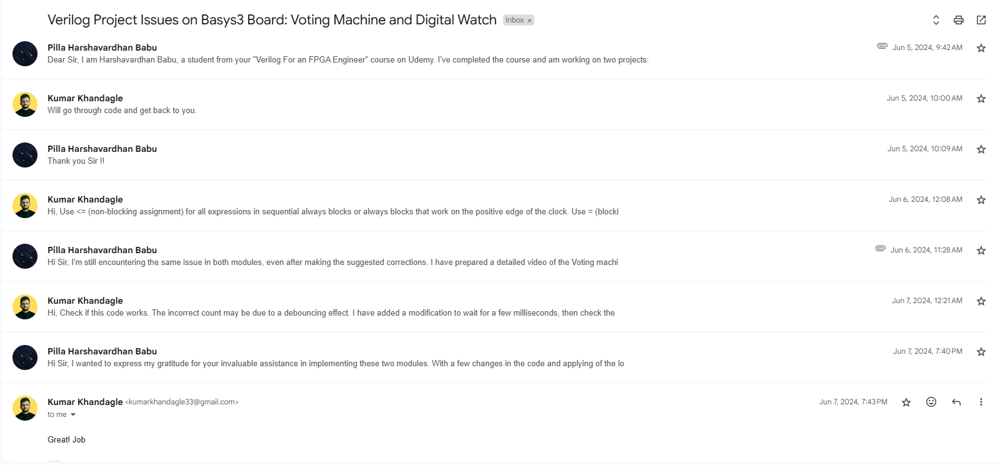 Verilog Project Issues on Basys3 Board: Voting Machine and Digital Watch Inbox ×
Pilla Harshavardhan Babu Jun 5, 2024, 9:42 AM
Dear Sir, I am Harshavardhan Babu, a student from your "Verilog For an FPGA Engineer" course on Udemy. I've completed the course and am working on two projects:
Kumar Khandagle Jun 5, 2024, 10:00 AM
Will go through code and get back to you.
Pilla Harshavardhan Babu Jun 5, 2024, 10:09 AM
Thank you Sir !!
Kumar Khandagle Jun 6, 2024, 12:08 AM
Hi, Use <= (non-blocking assignment) for all expressions in sequential always blocks or always blocks that work on the positive edge of the clock. Use = (blocki
Pilla Harshavardhan Babu Jun 6, 2024, 11:28 AM
Hi Sir, I'm still encountering the same issue in both modules, even after making the suggested corrections. I have prepared a detailed video of the Voting machi
Kumar Khandagle Jun 7, 2024, 12:21 AM
Hi, Check if this code works. The incorrect count may be due to a debouncing effect. I have added a modification to wait for a few milliseconds, then check the
Pilla Harshavardhan Babu Jun 7, 2024, 7:40 PM
Hi Sir, I wanted to express my gratitude for your invaluable assistance in implementing these two modules. With a few changes in the code and applying of the lo
Kumar Khandagle <kumarkhandagle33@gmail.com> Jun 7, 2024, 7:43 PM
to me
Great! Job